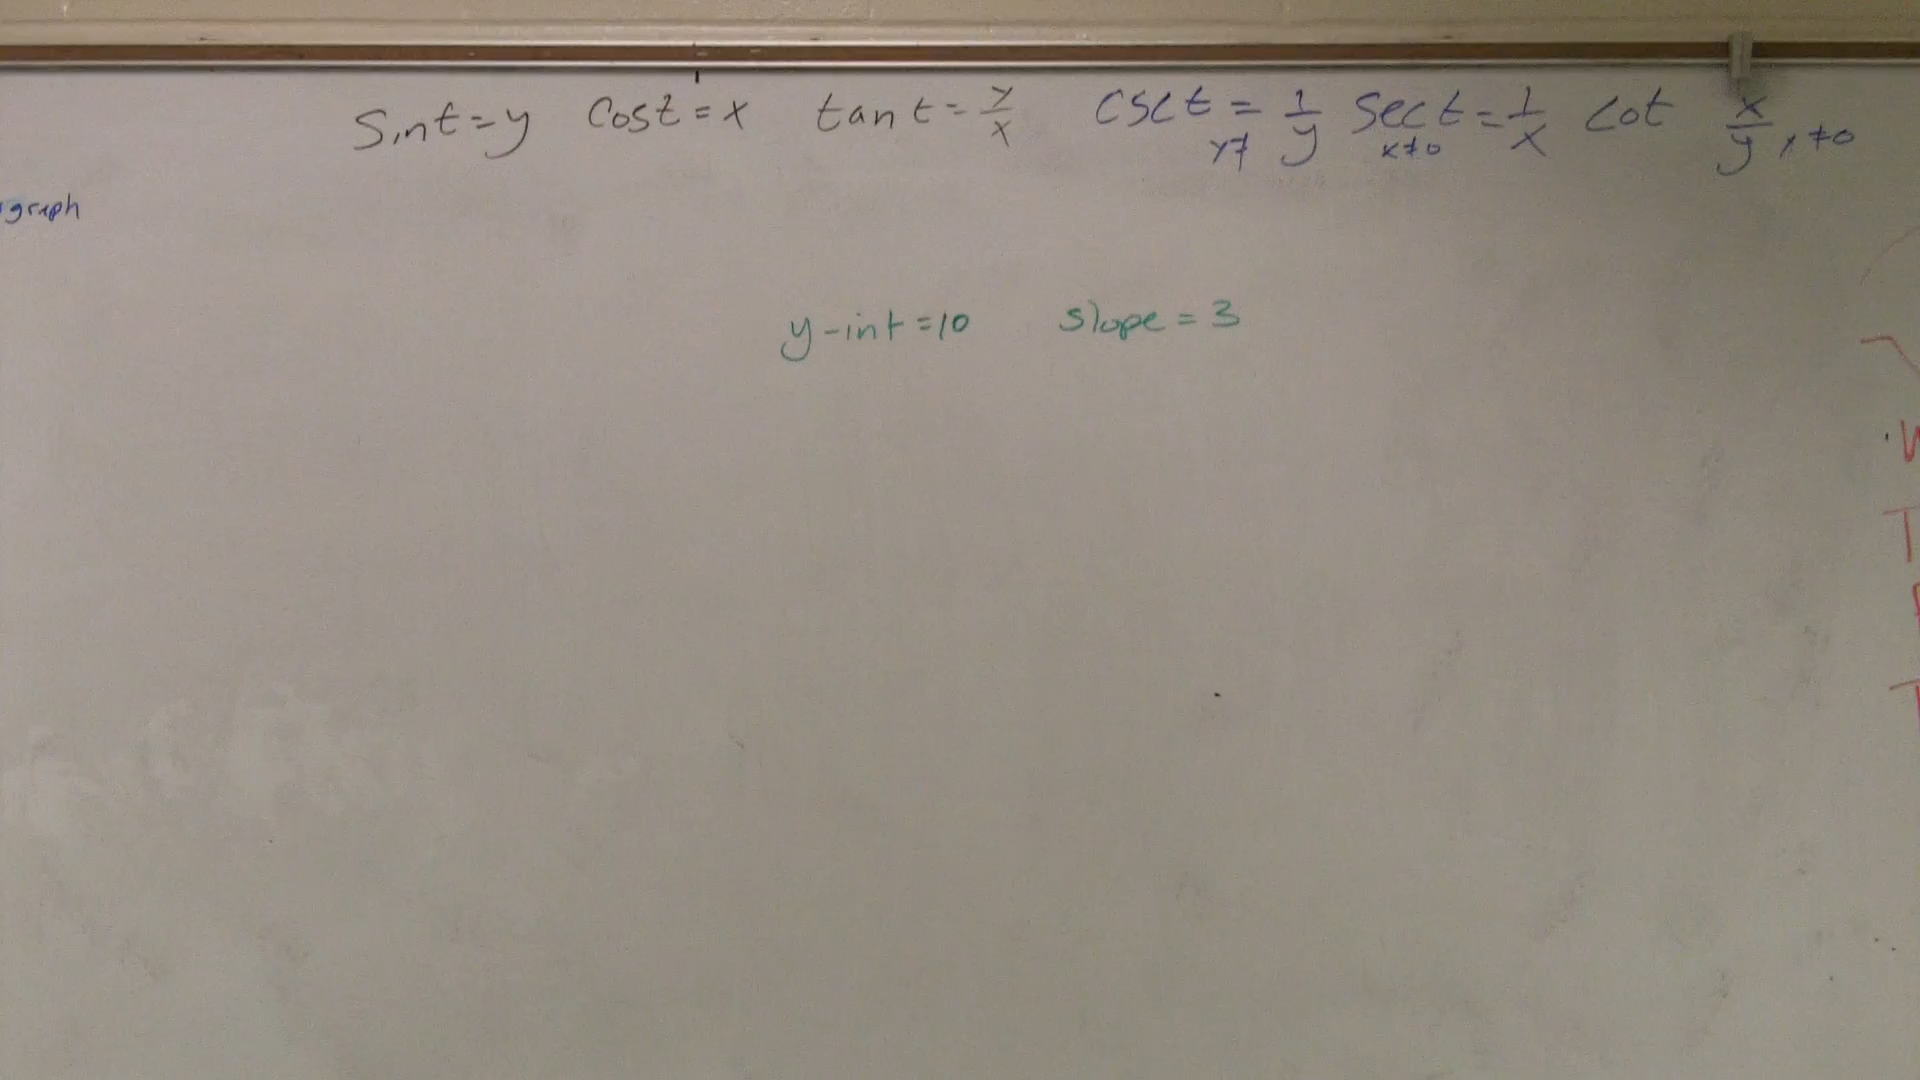 Sin t = y   Cos t = x   tan t = y/x   CSC t = 1/y   Sec t = 1/x   Cot   x/y
y ≠   x ≠ 0   , ≠ 0
graph
y-int = 10   slope = 3
T
T